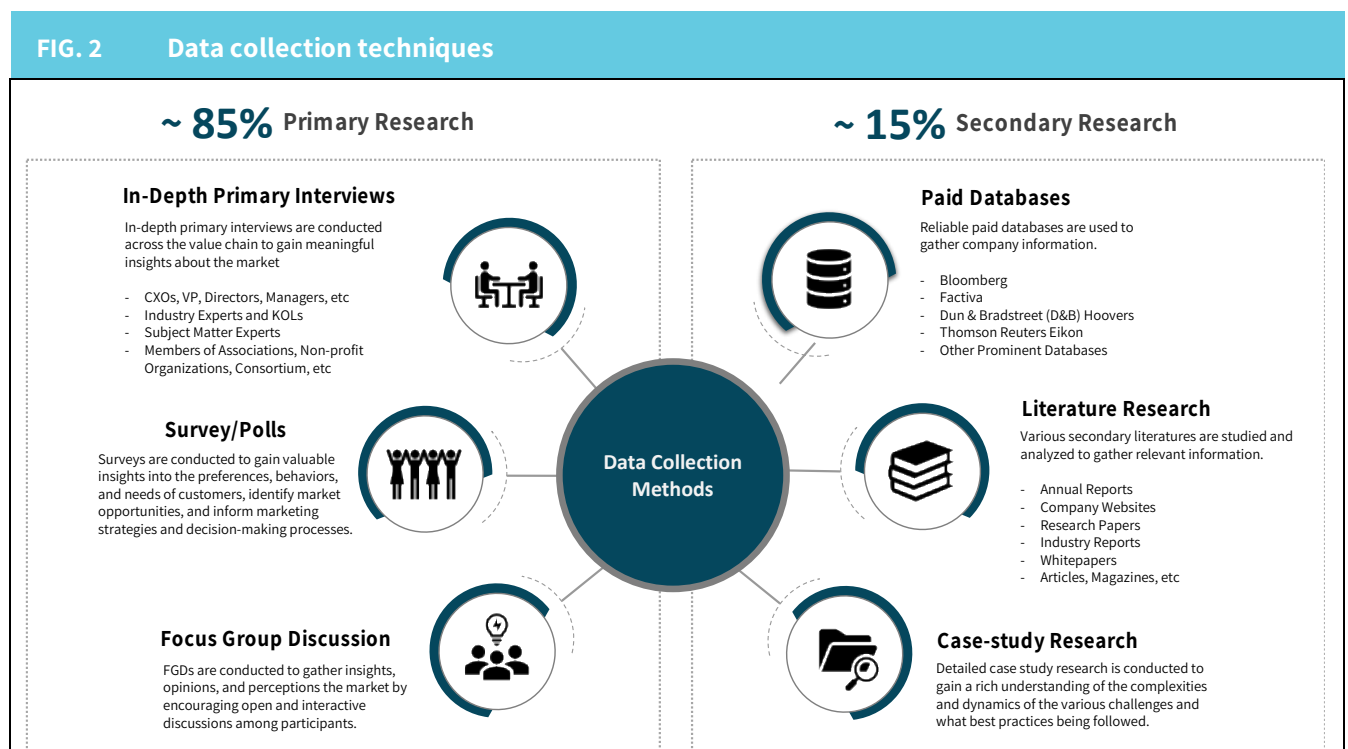 FIG. 2 Data collection techniques
~ 85% Primary Research
In-Depth Primary Interviews
In-depth primary interviews are conducted
across the value chain to gain meaningful
insights about the market
- CXOs, VP, Directors, Managers, etc
- Industry Experts and KOLs
- Subject Matter Experts
- Members of Associations, Non-profit
Organizations, Consortium, etc
Survey/Polls
Surveys are conducted to gain valuable
insights into the preferences, behaviors,
and needs of customers, identify market
opportunities, and inform marketing
strategies and decision-making processes.
Focus Group Discussion
FGDs are conducted to gather insights,
opinions, and perceptions the market by
encouraging open and interactive
discussions among participants.
Data Collection
Methods
~ 15% Secondary Research
Paid Databases
Reliable paid databases are used to
gather company information.
- Bloomberg
- Factiva
- Dun & Bradstreet (D&B) Hoovers
- Thomson Reuters Eikon
- Other Prominent Databases
Literature Research
Various secondary literatures are studied and
analyzed to gather relevant information.
- Annual Reports
- Company Websites
- Research Papers
- Industry Reports
- Whitepapers
- Articles, Magazines, etc
Case-study Research
Detailed case study research is conducted to
gain a rich understanding of the complexities
and dynamics of the various challenges and
what best practices being followed.